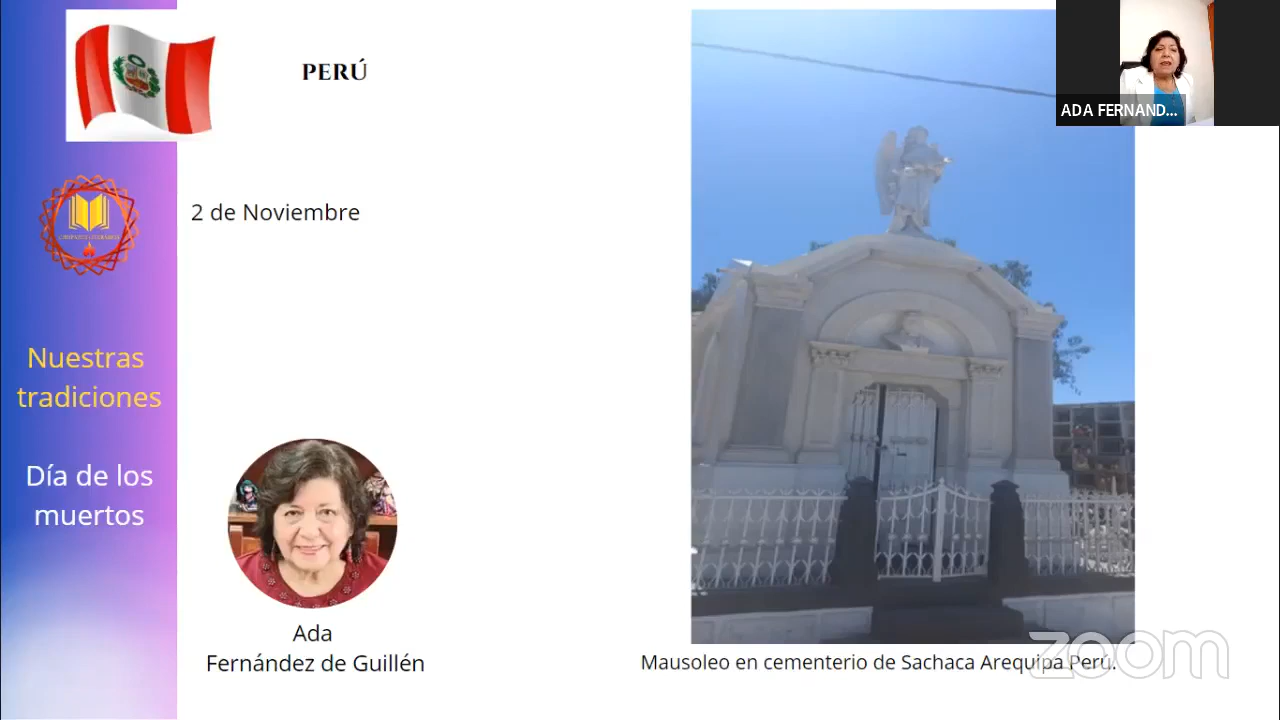 PERÚ
ADA FERNAND...
2 de Noviembre
Nuestras
tradiciones
Día de los
muertos
Ada
Fernández de Guillén
Mausoleo en cementerio de Sachaca Arequipa Perú.
zoom